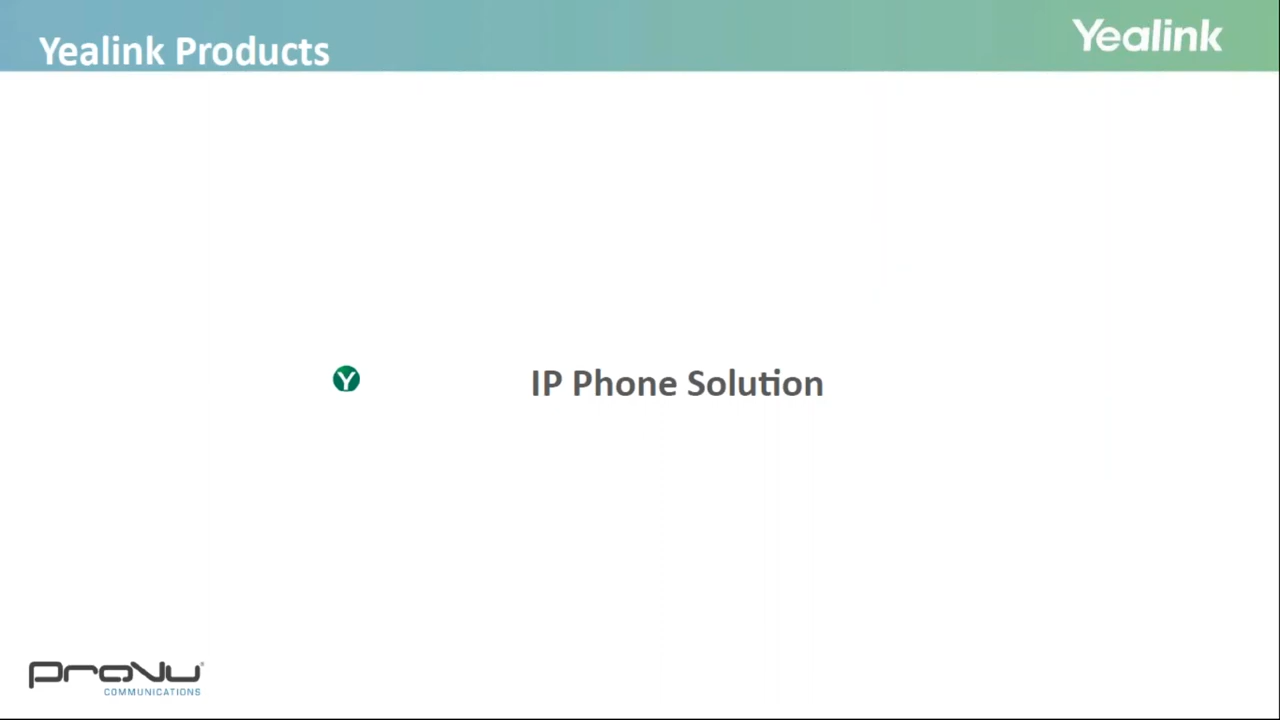 Yealink Products
Yealink
Y
IP Phone Solution
ProVu
COMMUNICATIONS